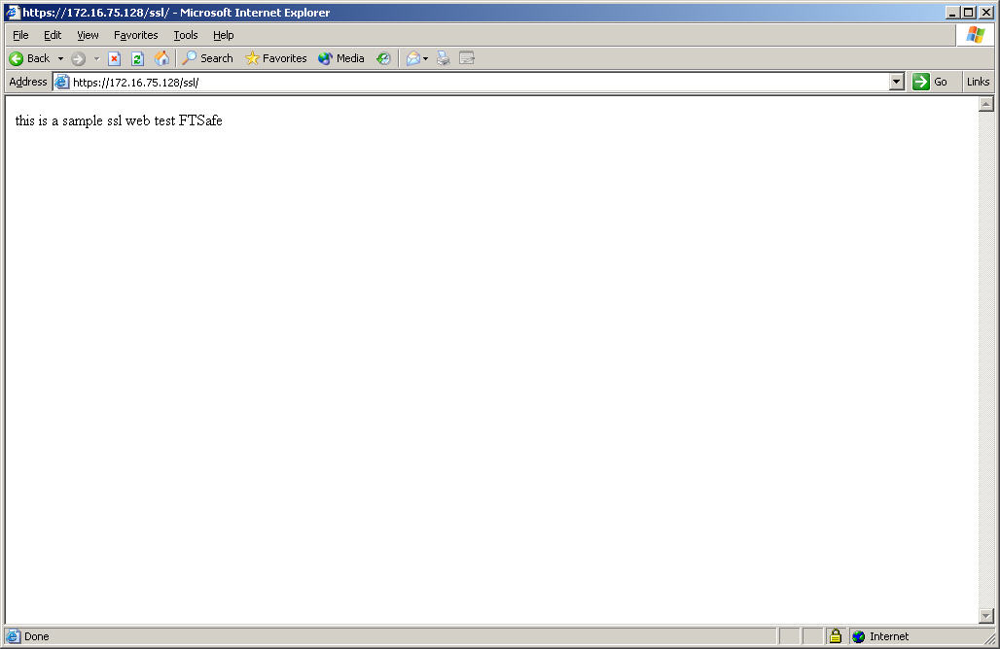 https://172.16.75.128/ssl/ - Microsoft Internet Explorer
File Edit View Favorites Tools Help
Back Search Favorites Media
Address https://172.16.75.128/ssl/ Go Links
this is a sample ssl web test FTSafe
Done Internet